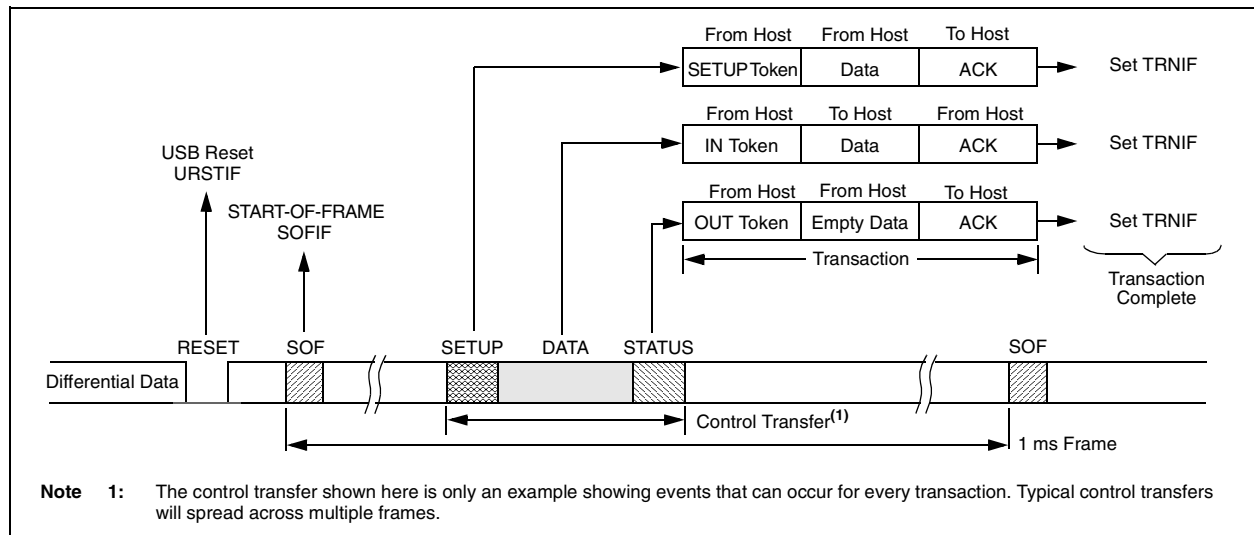 From Host From Host To Host
SETUP Token Data ACK Set TRNIF
From Host To Host From Host
IN Token Data ACK Set TRNIF
USB Reset
URSTIF
START-OF-FRAME
SOFIF
From Host From Host To Host
OUT Token Empty Data ACK Set TRNIF
Transaction
Transaction
Complete
RESET SOF SETUP DATA STATUS SOF
Differential Data
Control Transfer(1)
1 ms Frame
Note 1: The control transfer shown here is only an example showing events that can occur for every transaction. Typical control transfers
will spread across multiple frames.